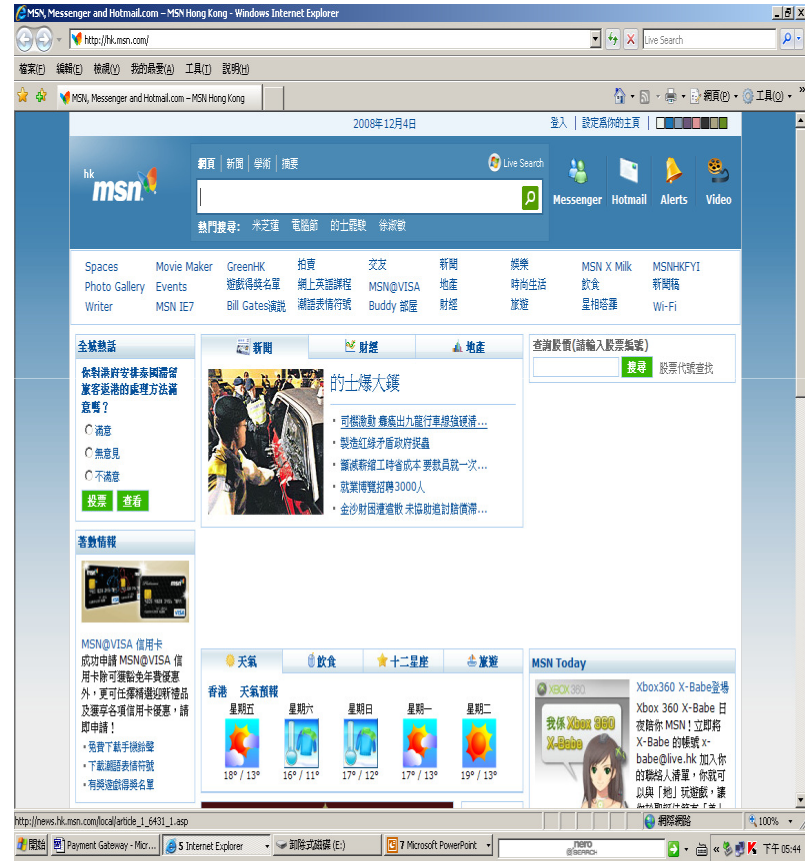 MSN, Messenger and Hotmail.com – MSN Hong Kong - Windows Internet Explorer
http://hk.msn.com/
Live Search
檔案(F) 編輯(E) 檢視(V) 我的最愛(A) 工具(T) 說明(H)
MSN, Messenger and Hotmail.com – MSN Hong Kong
網頁(P) 工具(O)
2008年12月4日
登入 | 設定爲你的主頁 |
hk
msn
網頁 | 新聞 | 學術 | 摘要
Live Search
熱門搜尋: 米芝蓮 電腦節 的士罷駛 徐淑敏
Messenger Hotmail Alerts Video
Spaces Movie Maker GreenHK 拍賣 交友 新聞 娛樂 MSN X Milk MSNHKFYI
Photo Gallery Events 遊戲得獎名單 網上英語課程 MSN@VISA 地產 時尚生活 飲食 新聞稿
Writer MSN IE7 Bill Gates演說 潮語表情符號 Buddy 部屋 財經 旅遊 星相塔羅 Wi-Fi
全城熱話
你對港府安排泰國滯留
旅客返港的處理方法滿
意嗎？
滿意
無意見
不滿意
投票 查看
新聞 財經 地產
的士爆大鑊
司機激動 癱瘓出九龍行車線強硬清...
製造紅綠矛盾政府捉蟲
籲減薪縮工時省成本 要裁員就一次...
就業博覽招聘3000人
金沙財困遭遣散 未協助追討賠償滯...
查詢股價(請輸入股票編號)
搜尋 股票代號查找
著數情報
MSN@VISA 信用卡
成功申請 MSN@VISA 信
用卡除可獲豁免年費優惠
外，更可任擇精選迎新禮品
及獲享各項信用卡優惠，請
即申請！
免費下載手機鈴聲
下載潮語表情符號
有獎遊戲得獎名單
天氣 飲食 十二星座 旅遊
香港 天氣預報
星期五 星期六 星期日 星期一 星期二
18° / 13° 16° / 11° 17° / 12° 17° / 13° 19° / 13°
MSN Today
XBOX 360
我係 Xbox 360
X-Babe
Xbox360 X-Babe登場
Xbox 360 X-Babe 日
夜陪你 MSN！立即將
X-Babe 的帳號 x-
babe@live.hk 加入你
的聯絡人清單，你就可
以與「她」玩遊戲，讓
http://news.hk.msn.com/local/article_1_6431_1.asp
網際網路
100%
開始
Payment Gateway - Micr...
5 Internet Explorer
卸除式磁碟 (E:)
7 Microsoft PowerPoint
nero
SEARCH
下午 05:44